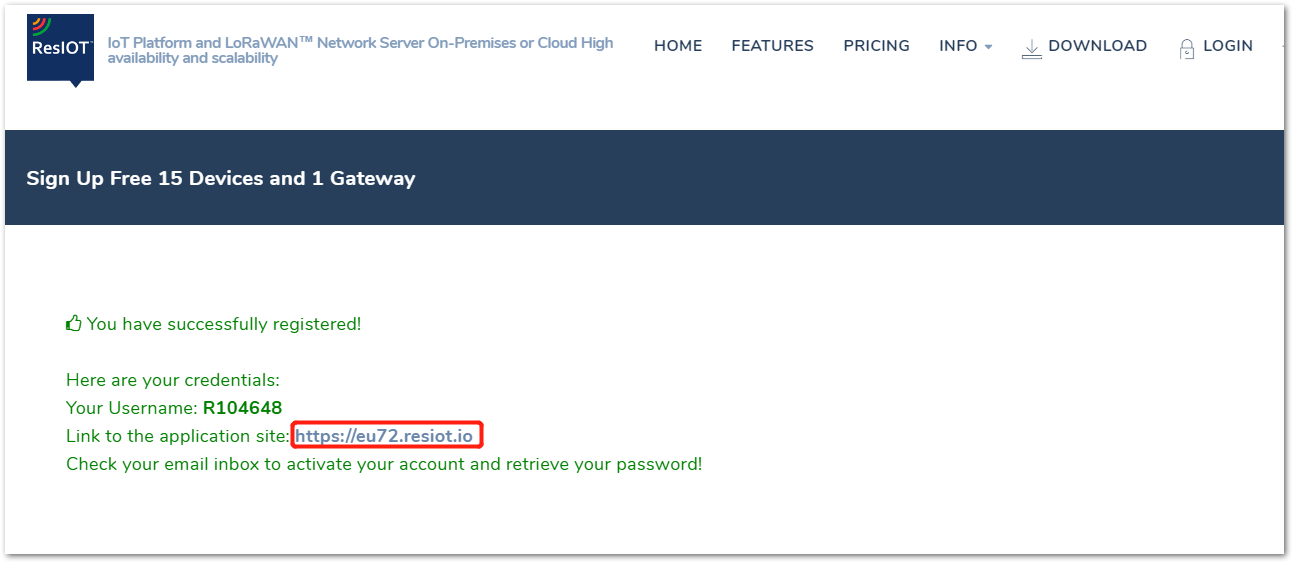 ResIOT™
IoT Platform and LoRaWAN™ Network Server On-Premises or Cloud High
availability and scalability
HOME FEATURES PRICING INFO DOWNLOAD LOGIN
Sign Up Free 15 Devices and 1 Gateway
You have successfully registered!
Here are your credentials:
Your Username: R104648
Link to the application site: https://eu72.resiot.io
Check your email inbox to activate your account and retrieve your password!